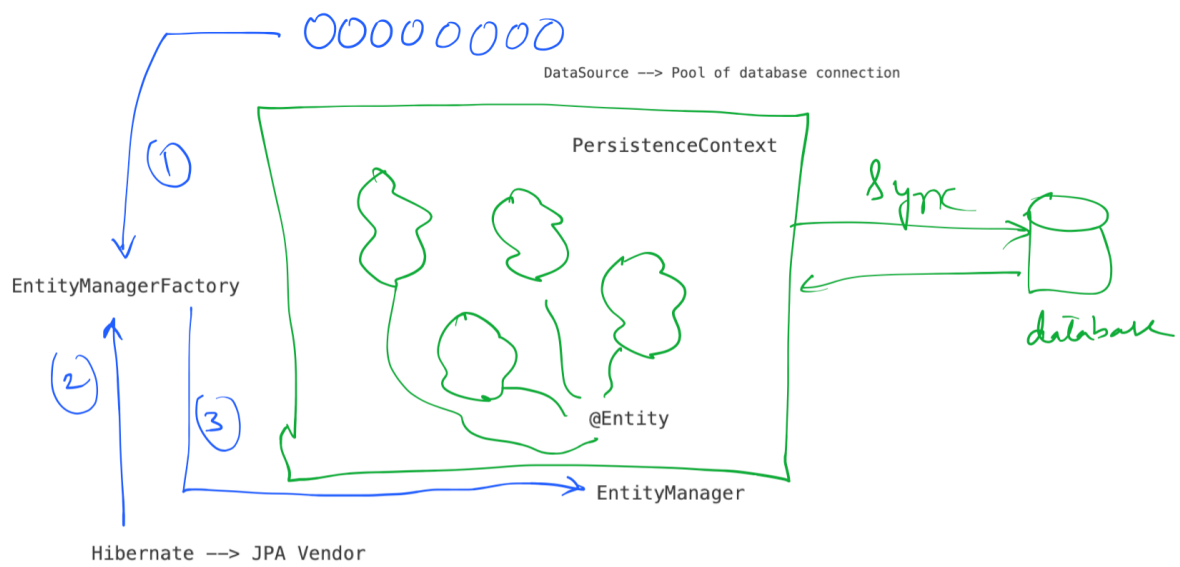 DataSource --> Pool of database connection
PersistenceContext
Sync
1
EntityManagerFactory
database
2
3
@Entity
EntityManager
Hibernate --> JPA Vendor